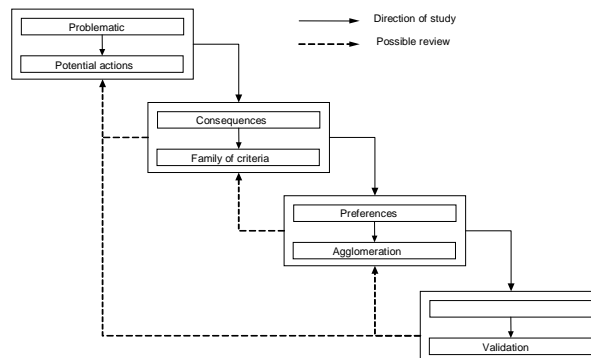 Direction of study
Problematic
Possible review
Potential actions
Consequences
Family of criteria
Preferences
Agglomeration
Validation